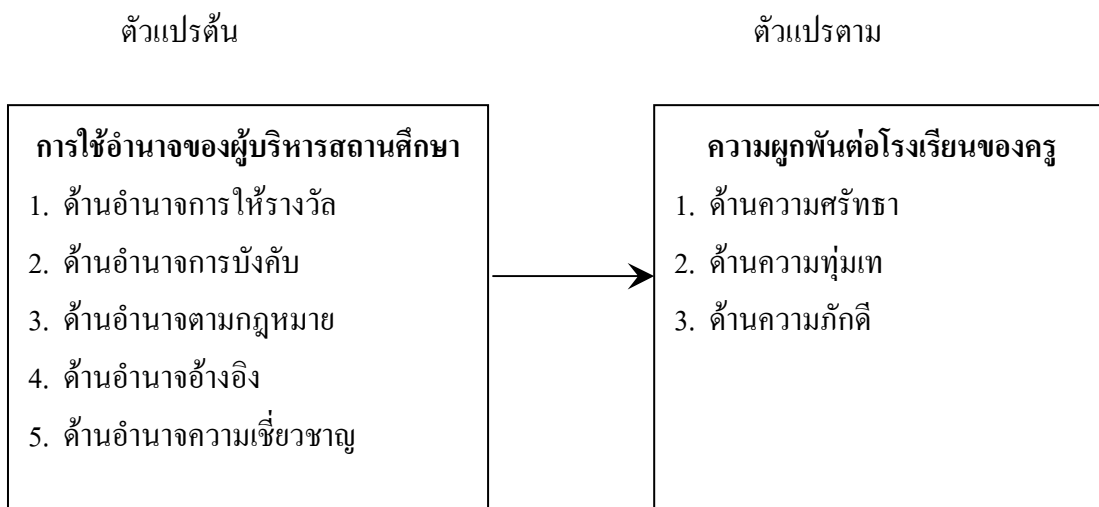 ตัวแปรต้น
ตัวแปรตาม
การใช้อำนาจของผู้บริหารสถานศึกษา
1. ด้านอำนาจการให้รางวัล
2. ด้านอำนาจการบังคับ
3. ด้านอำนาจตามกฎหมาย
4. ด้านอำนาจอ้างอิง
5. ด้านอำนาจความเชี่ยวชาญ
ความผูกพันต่อโรงเรียนของครู
1. ด้านความศรัทธา
2. ด้านความทุ่มเท
3. ด้านความภักดี